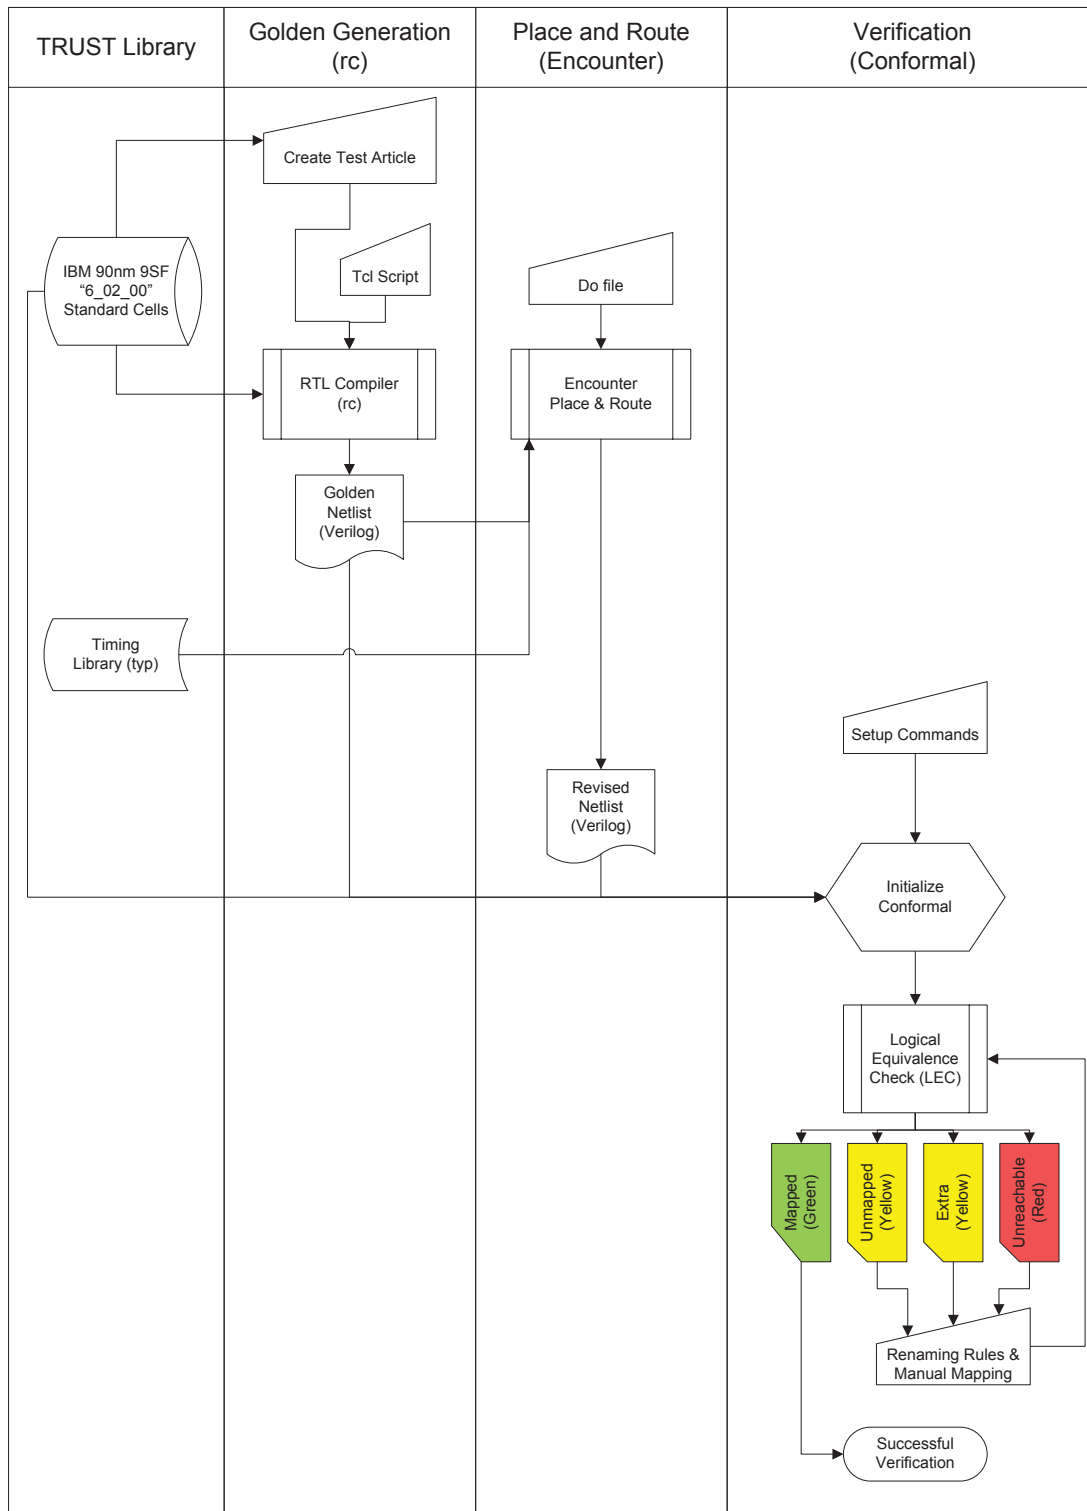 TRUST Library
Golden Generation
(rc)
Place and Route
(Encounter)
Verification
(Conformal)
Create Test Article
IBM 90nm 9SF
“6_02_00”
Standard Cells
Tcl Script
Do file
RTL Compiler
(rc)
Encounter
Place & Route
Golden
Netlist
(Verilog)
Timing
Library (typ)
Setup Commands
Revised
Netlist
(Verilog)
Initialize
Conformal
Logical
Equivalence
Check (LEC)
Mapped
(Green)
Unmapped
(Yellow)
Extra
(Yellow)
Unreachable
(Red)
Renaming Rules &
Manual Mapping
Successful
Verification